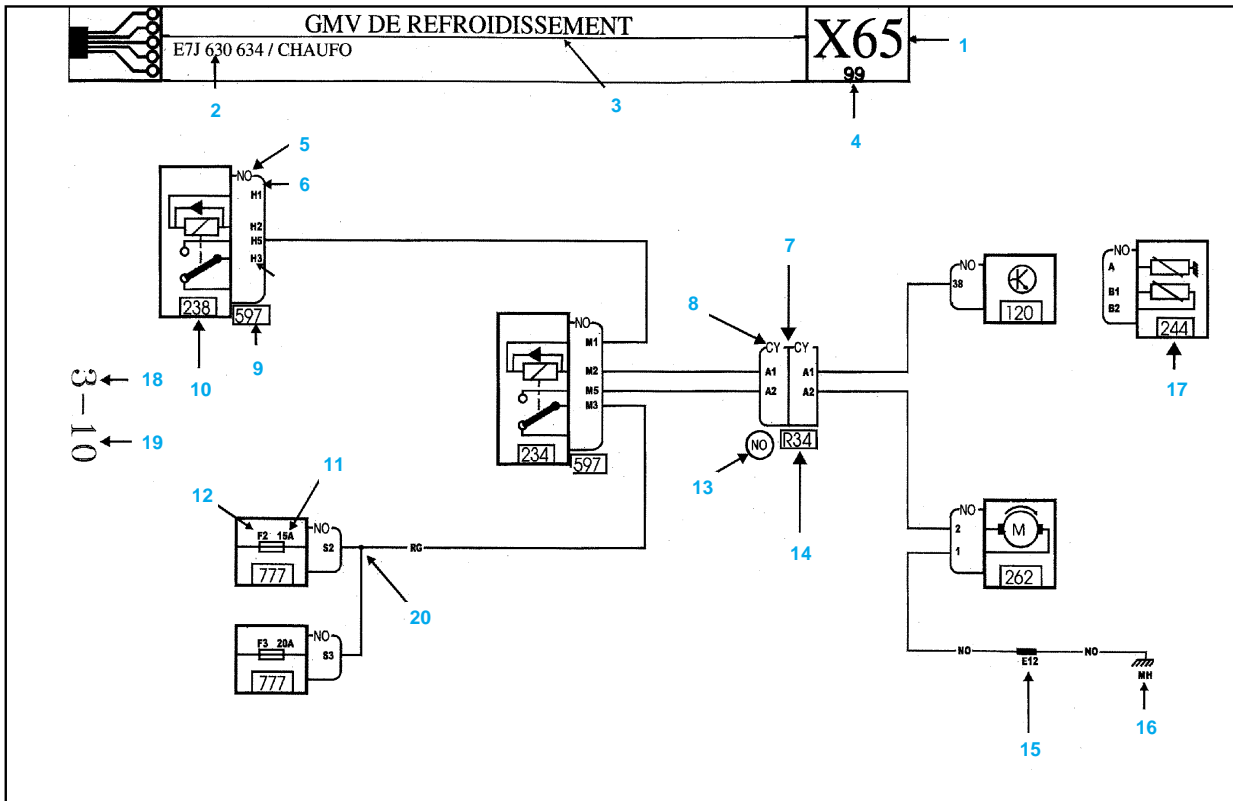 GMV DE REFROIDISSEMENT
E7J 630 634 / CHAUFO
X65
99
1
2
3
4
5
6
NO
H1
H2
H5
H3
238
597
9
10
7
8
NO
M1
M2
M5
M3
234
597
CY
CY
A1
A2
A1
A2
NO
R34
13
14
NO
38
120
NO
A
B1
B2
244
17
3-10
18
19
11
12
F2 15A
NO
S2
777
RG
20
F3 20A
NO
S3
777
NO
2
1
M
262
NO
E12
NO
MH
15
16